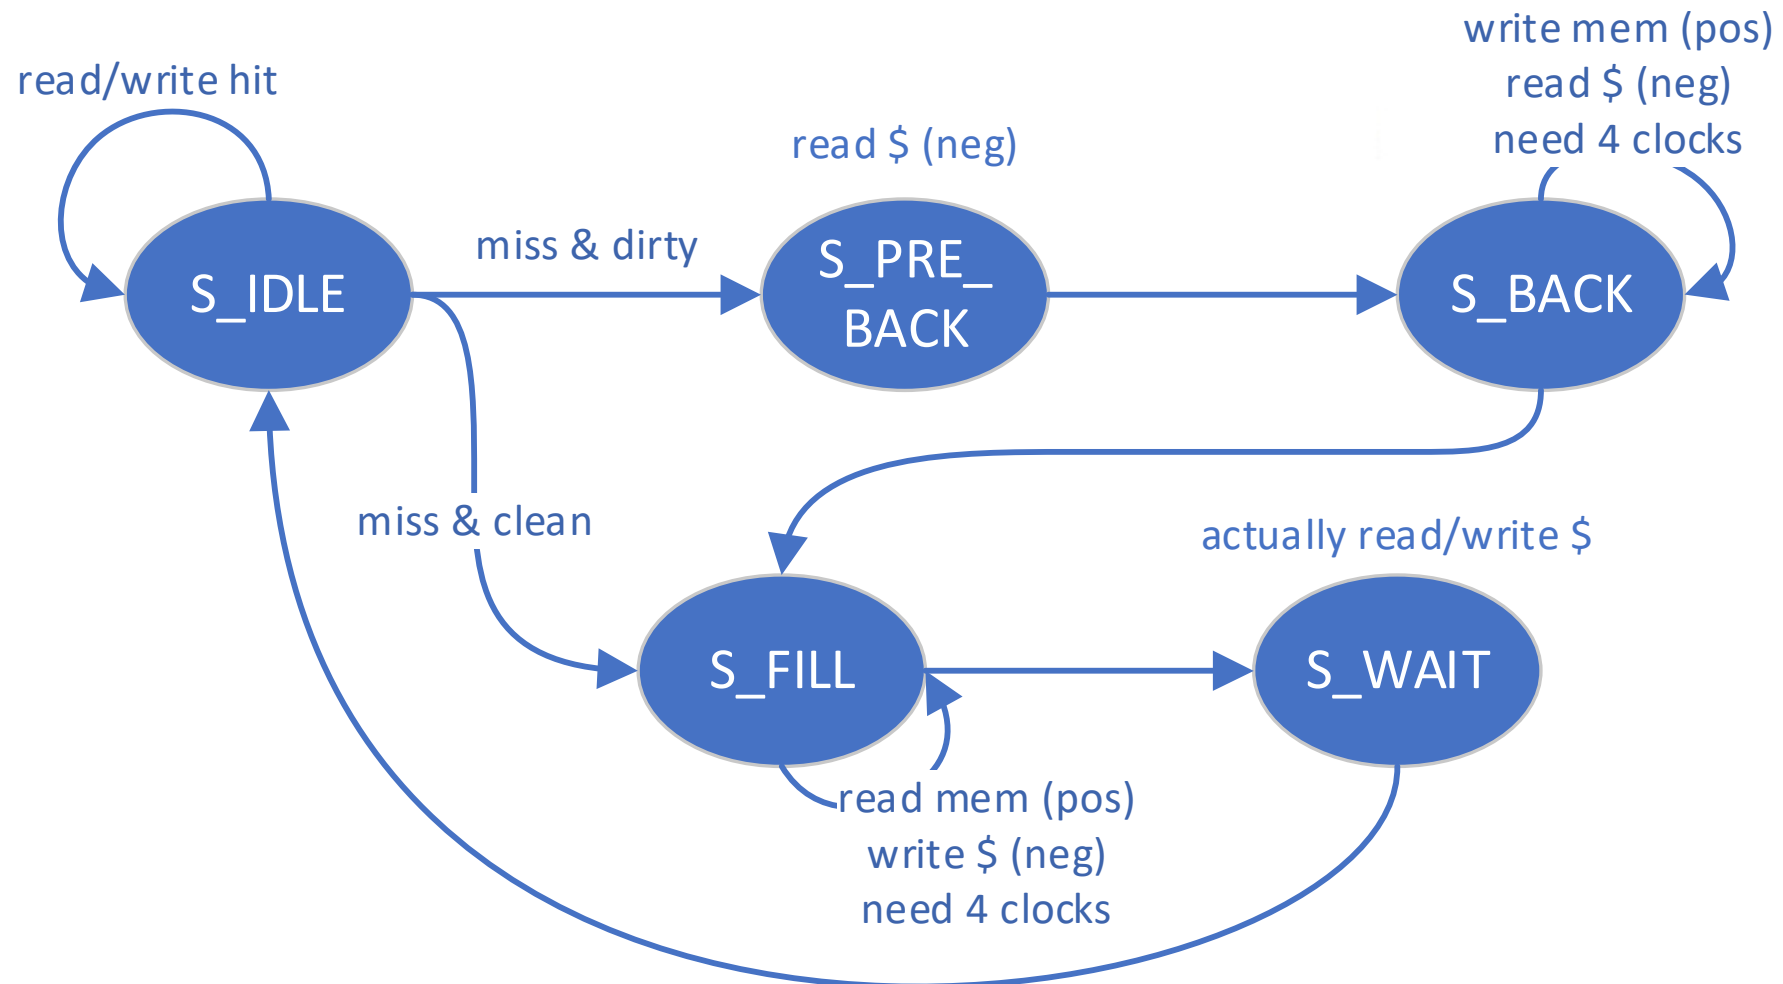 write mem (pos)
read $ (neg)
need 4 clocks
read/write hit
read $ (neg)
miss & dirty
S_IDLE
S_PRE_
BACK
S_BACK
miss & clean
actually read/write $
S_FILL
S_WAIT
read mem (pos)
write $ (neg)
need 4 clocks